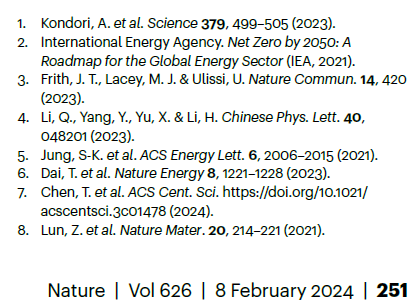 1. Kondori, A. et al. Science 379, 499–505 (2023).
2. International Energy Agency. Net Zero by 2050: A
Roadmap for the Global Energy Sector (IEA, 2021).
3. Frith, J. T., Lacey, M. J. & Ulissi, U. Nature Commun. 14, 420
(2023).
4. Li, Q., Yang, Y., Yu, X. & Li, H. Chinese Phys. Lett. 40,
048201 (2023).
5. Jung, S-K. et al. ACS Energy Lett. 6, 2006–2015 (2021).
6. Dai, T. et al. Nature Energy 8, 1221–1228 (2023).
7. Chen, T. et al. ACS Cent. Sci. https://doi.org/10.1021/
acscentsci.3c01478 (2024).
8. Lun, Z. et al. Nature Mater. 20, 214–221 (2021).
Nature | Vol 626 | 8 February 2024 | 251